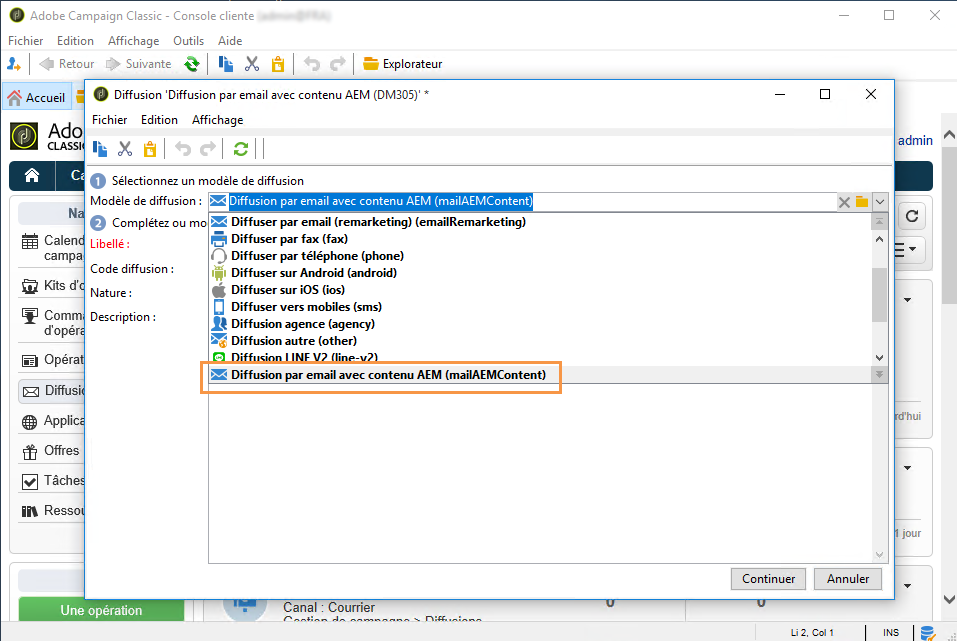 Adobe Campaign Classic - Console cliente
Fichier Edition Affichage Outils Aide
Retour Suivante Explorateur
Accueil
Diffusion 'Diffusion par email avec contenu AEM (DM305)' *
Fichier Edition Affichage
admin
1 Sélectionnez un modèle de diffusion
Modèle de diffusion : Diffusion par email avec contenu AEM (mailAEMContent)
2 Complétez ou mo
Diffuser par email (remarketing) (emailRemarketing)
Libellé :
Diffuser par fax (fax)
Diffuser par téléphone (phone)
Code diffusion :
Diffuser sur Android (android)
Nature :
Diffuser sur iOS (ios)
Diffuser vers mobiles (sms)
Description :
Diffusion agence (agency)
Diffusion autre (other)
Diffusion LINE V2 (line-v2)
Diffusion par email avec contenu AEM (mailAEMContent)
Ado
CLASSIC
Ca
Na
Calend
campa
Kits d'o
Comma
d'opéra
Opérat
Diffusio
Applica
Offres
Tâches
Ressou
rd'hui
1 jour
Continuer Annuler
Une opération
Canal : Courrier
Gestion de campagne > Diffusions
0 0
Li 2, Col 1 INS